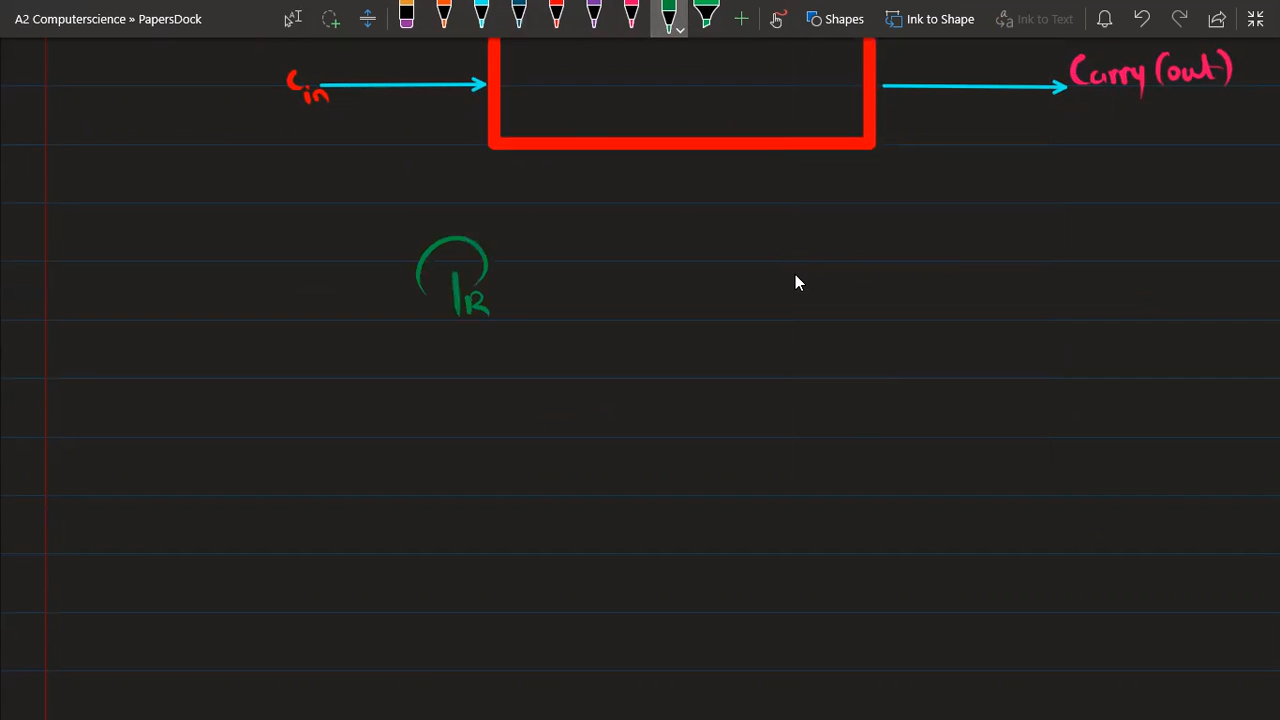 A2 Computerscience » PapersDock
Shapes
Ink to Shape
Ink to Text
Cin
Carry (out)